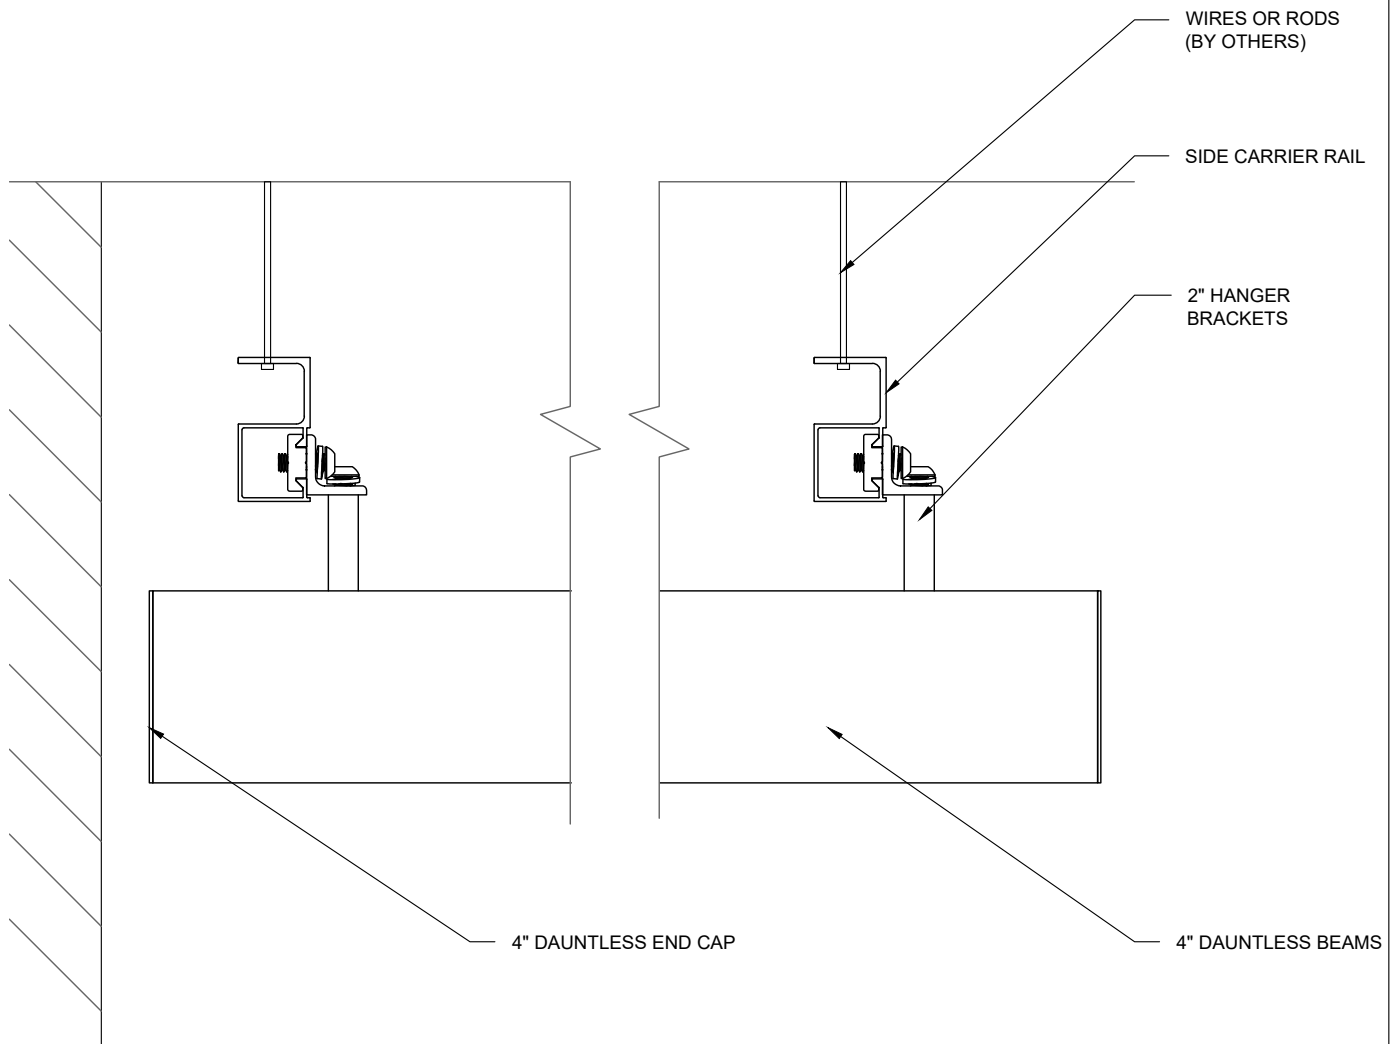 WIRES OR RODS
(BY OTHERS)
SIDE CARRIER RAIL
2" HANGER
BRACKETS
4" DAUNTLESS END CAP
4" DAUNTLESS BEAMS